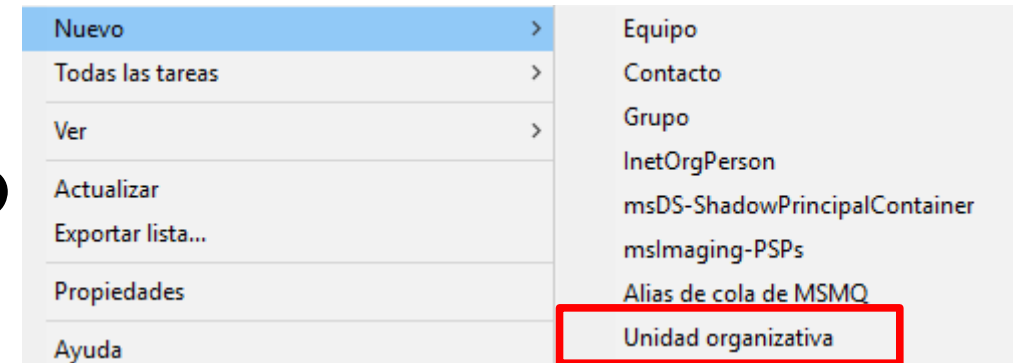 Nuevo
Todas las tareas
Ver
Actualizar
Exportar lista...
Propiedades
Ayuda
Equipo
Contacto
Grupo
InetOrgPerson
msDS-ShadowPrincipalContainer
msImaging-PSPs
Alias de cola de MSMQ
Unidad organizativa